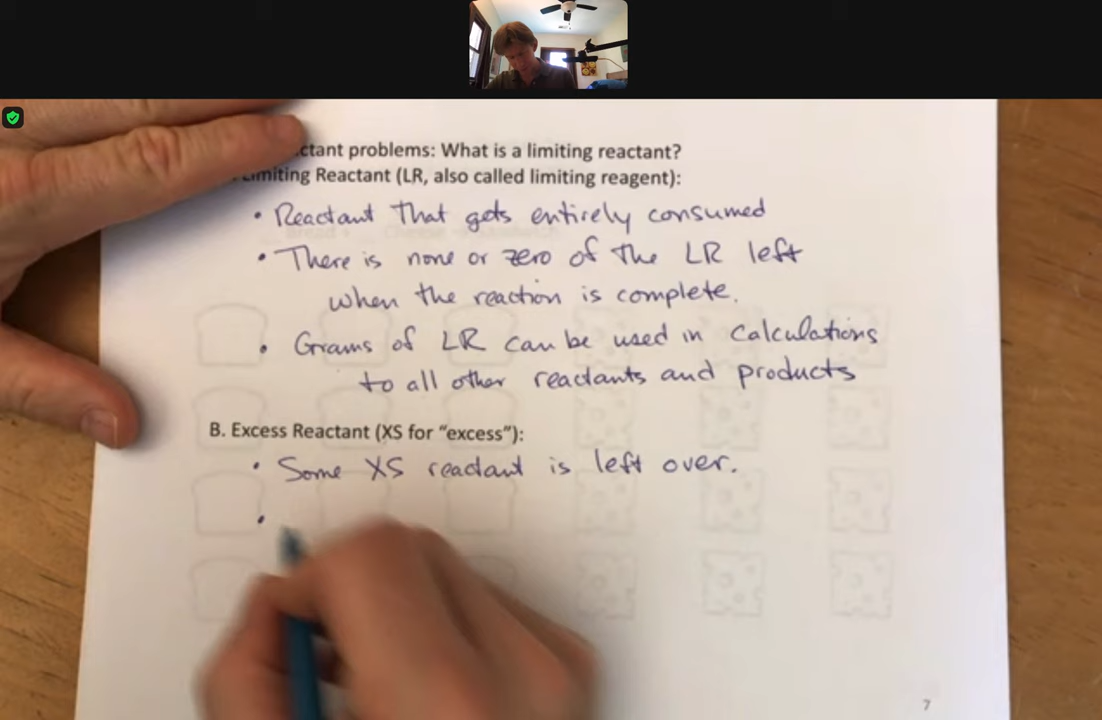 problems: What is a limiting reactant?
Limiting Reactant (LR, also called limiting reagent):
• Reactant that gets entirely consumed
• There is none or zero of the LR left
when the reaction is complete.
• Grams of LR can be used in calculations
to all other reactants and products
B. Excess Reactant (XS for "excess"):
• Some XS reactant is left over.
•
7